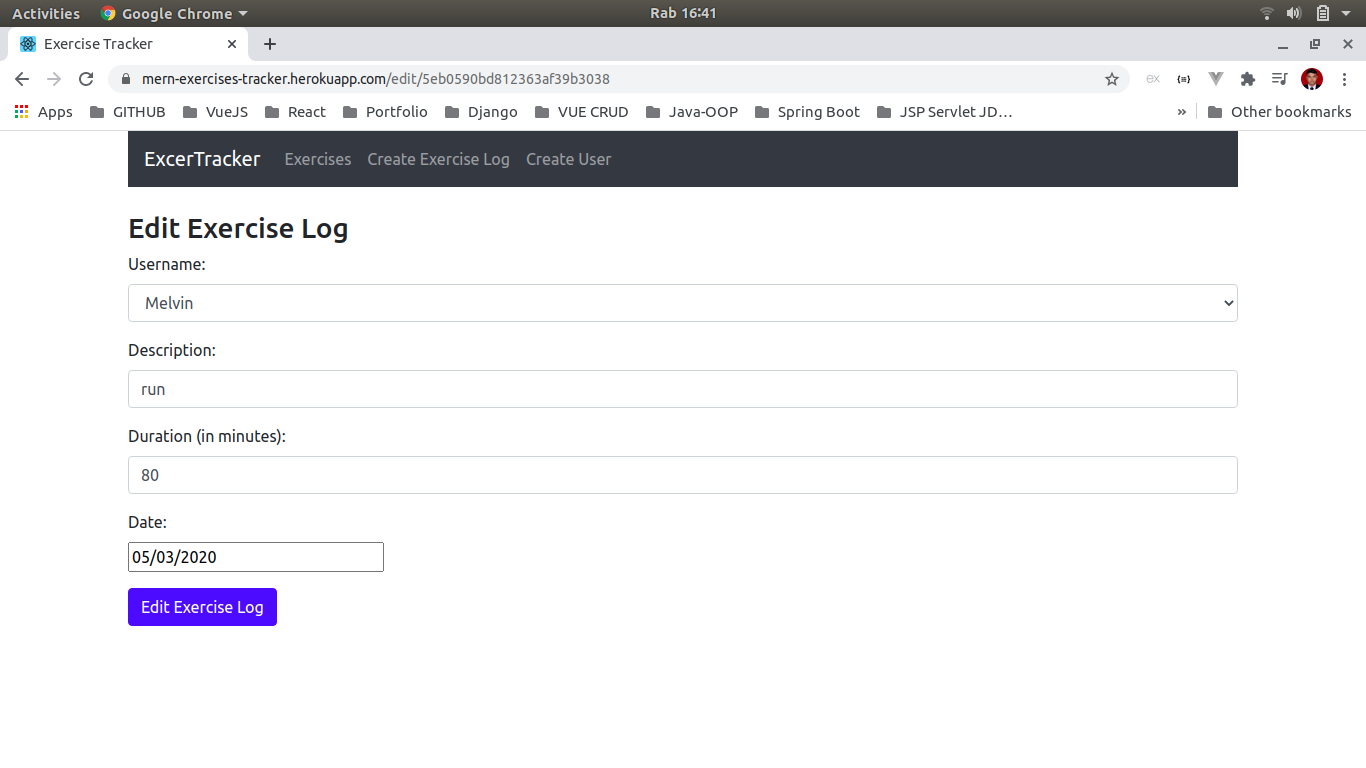 Activities Google Chrome Rab 16:41
Exercise Tracker
mern-exercises-tracker.herokuapp.com/edit/5eb0590bd812363af39b3038 ex {≡}
Apps GITHUB VueJS React Portfolio Django VUE CRUD Java-OOP Spring Boot JSP Servlet JD... » Other bookmarks
ExcerTracker Exercises Create Exercise Log Create User
Edit Exercise Log
Username:
Melvin
Description:
run
Duration (in minutes):
80
Date:
05/03/2020
Edit Exercise Log